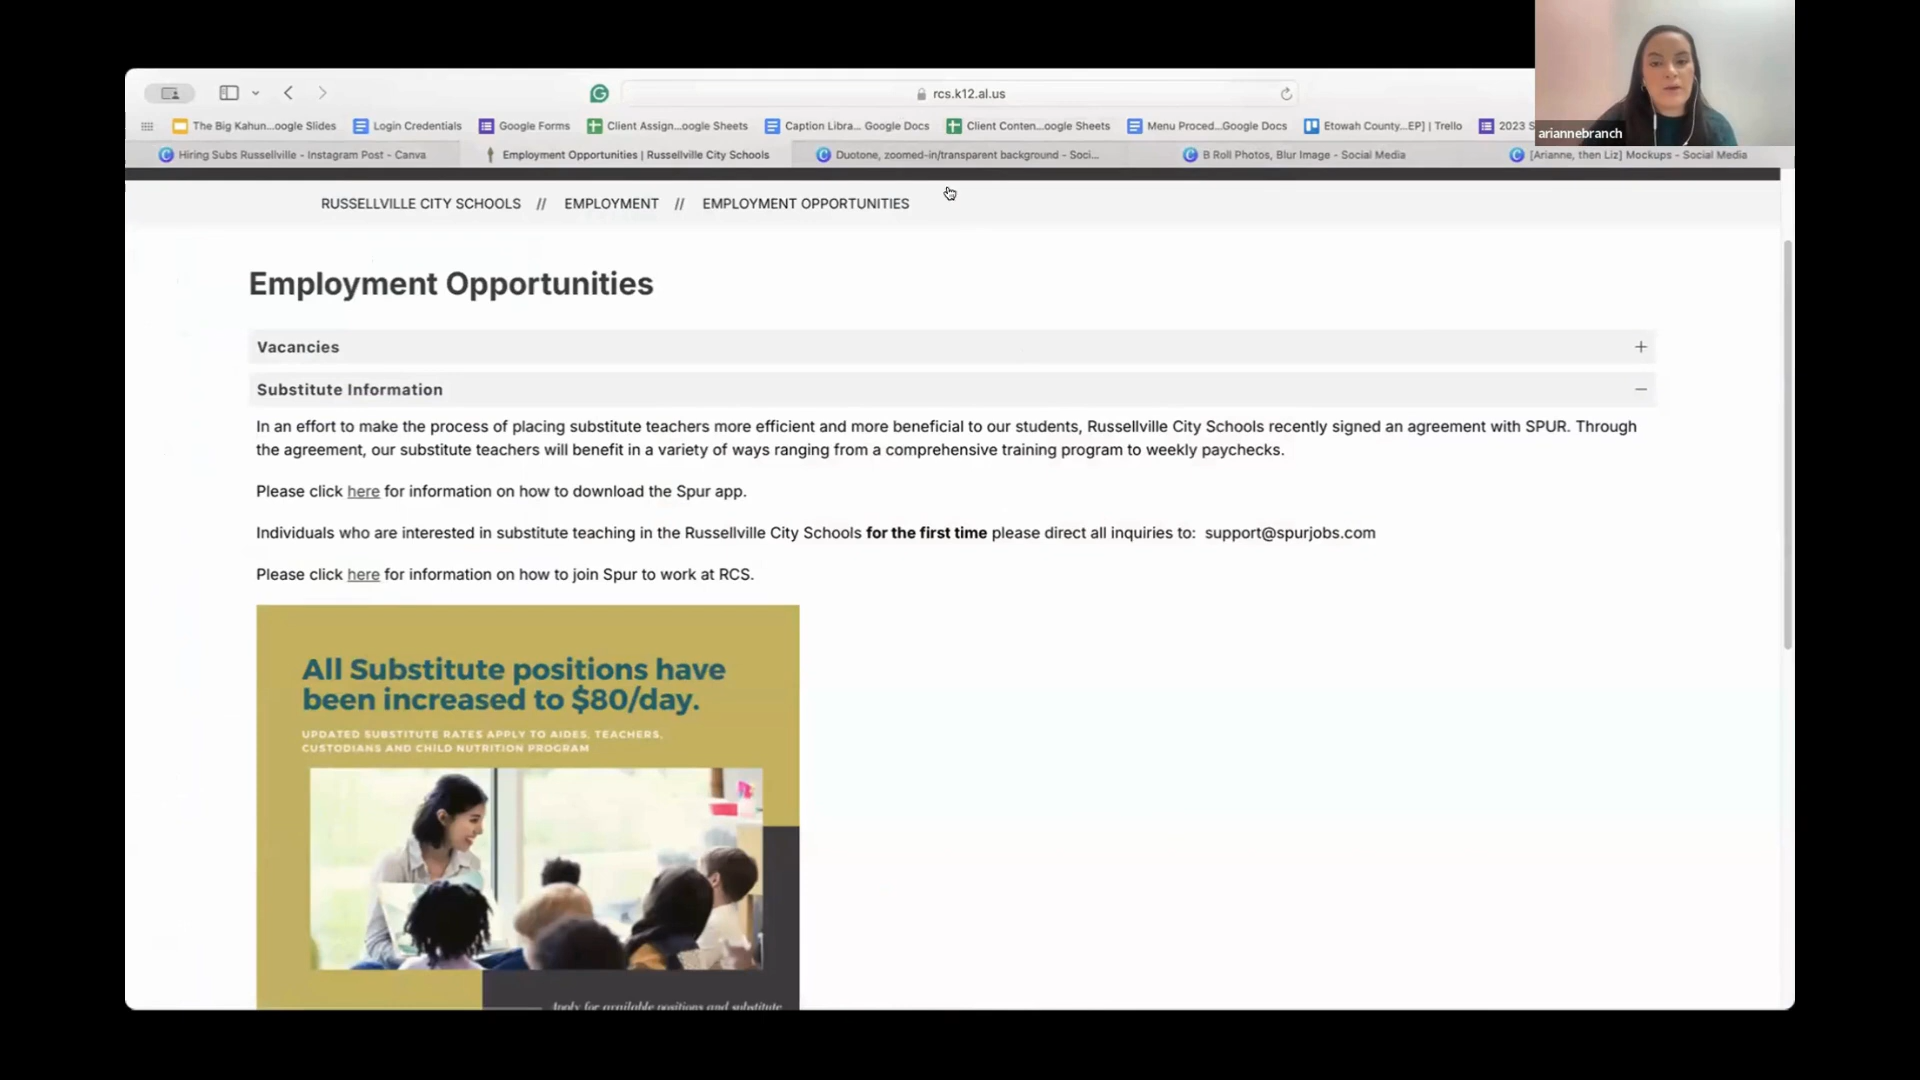 rcs.k12.al.us
The Big Kahun...oogle Slides
Login Credentials
Google Forms
Client Assign...oogle Sheets
Caption Libra... Google Docs
Client Conten...oogle Sheets
Menu Proced...Google Docs
Etowah County...EP] | Trello
2023 S
ariannebranch
Hiring Subs Russellville - Instagram Post - Canva
Employment Opportunities | Russellville City Schools
Duotone, zoomed-in/transparent background - Soci...
B Roll Photos, Blur Image - Social Media
[Arianne, then Liz] Mockups - Social Media
RUSSELLVILLE CITY SCHOOLS // EMPLOYMENT // EMPLOYMENT OPPORTUNITIES
Employment Opportunities
Vacancies
Substitute Information
In an effort to make the process of placing substitute teachers more efficient and more beneficial to our students, Russellville City Schools recently signed an agreement with SPUR. Through
the agreement, our substitute teachers will benefit in a variety of ways ranging from a comprehensive training program to weekly paychecks.
Please click here for information on how to download the Spur app.
Individuals who are interested in substitute teaching in the Russellville City Schools for the first time please direct all inquiries to: support@spurjobs.com
Please click here for information on how to join Spur to work at RCS.
All Substitute positions have
been increased to $80/day.
UPDATED SUBSTITUTE RATES APPLY TO AIDES, TEACHERS,
CUSTODIANS AND CHILD NUTRITION PROGRAM
Apply for available positions and substitute